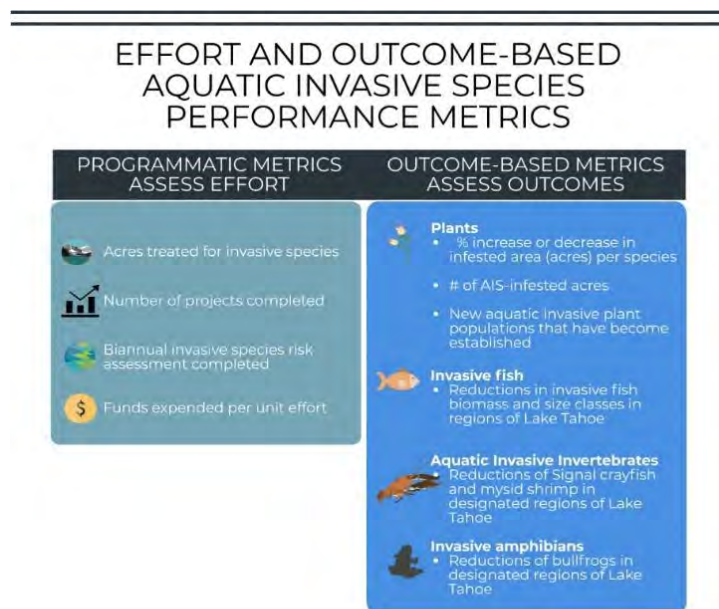 EFFORT AND OUTCOME-BASED
AQUATIC INVASIVE SPECIES
PERFORMANCE METRICS
PROGRAMMATIC METRICS
ASSESS EFFORT
Acres treated for invasive species
Number of projects completed
Biannual invasive species risk
assessment completed
$
Funds expended per unit effort
OUTCOME-BASED METRICS
ASSESS OUTCOMES
Plants
• % increase or decrease in
infested area (acres) per species
• # of AIS-infested acres
• New aquatic invasive plant
populations that have become
established
Invasive fish
• Reductions in invasive fish
biomass and size classes in
regions of Lake Tahoe
Aquatic Invasive Invertebrates
• Reductions of Signal crayfish
and mysid shrimp in
designated regions of Lake
Tahoe
Invasive amphibians
• Reductions of bullfrogs in
designated regions of Lake
Tahoe